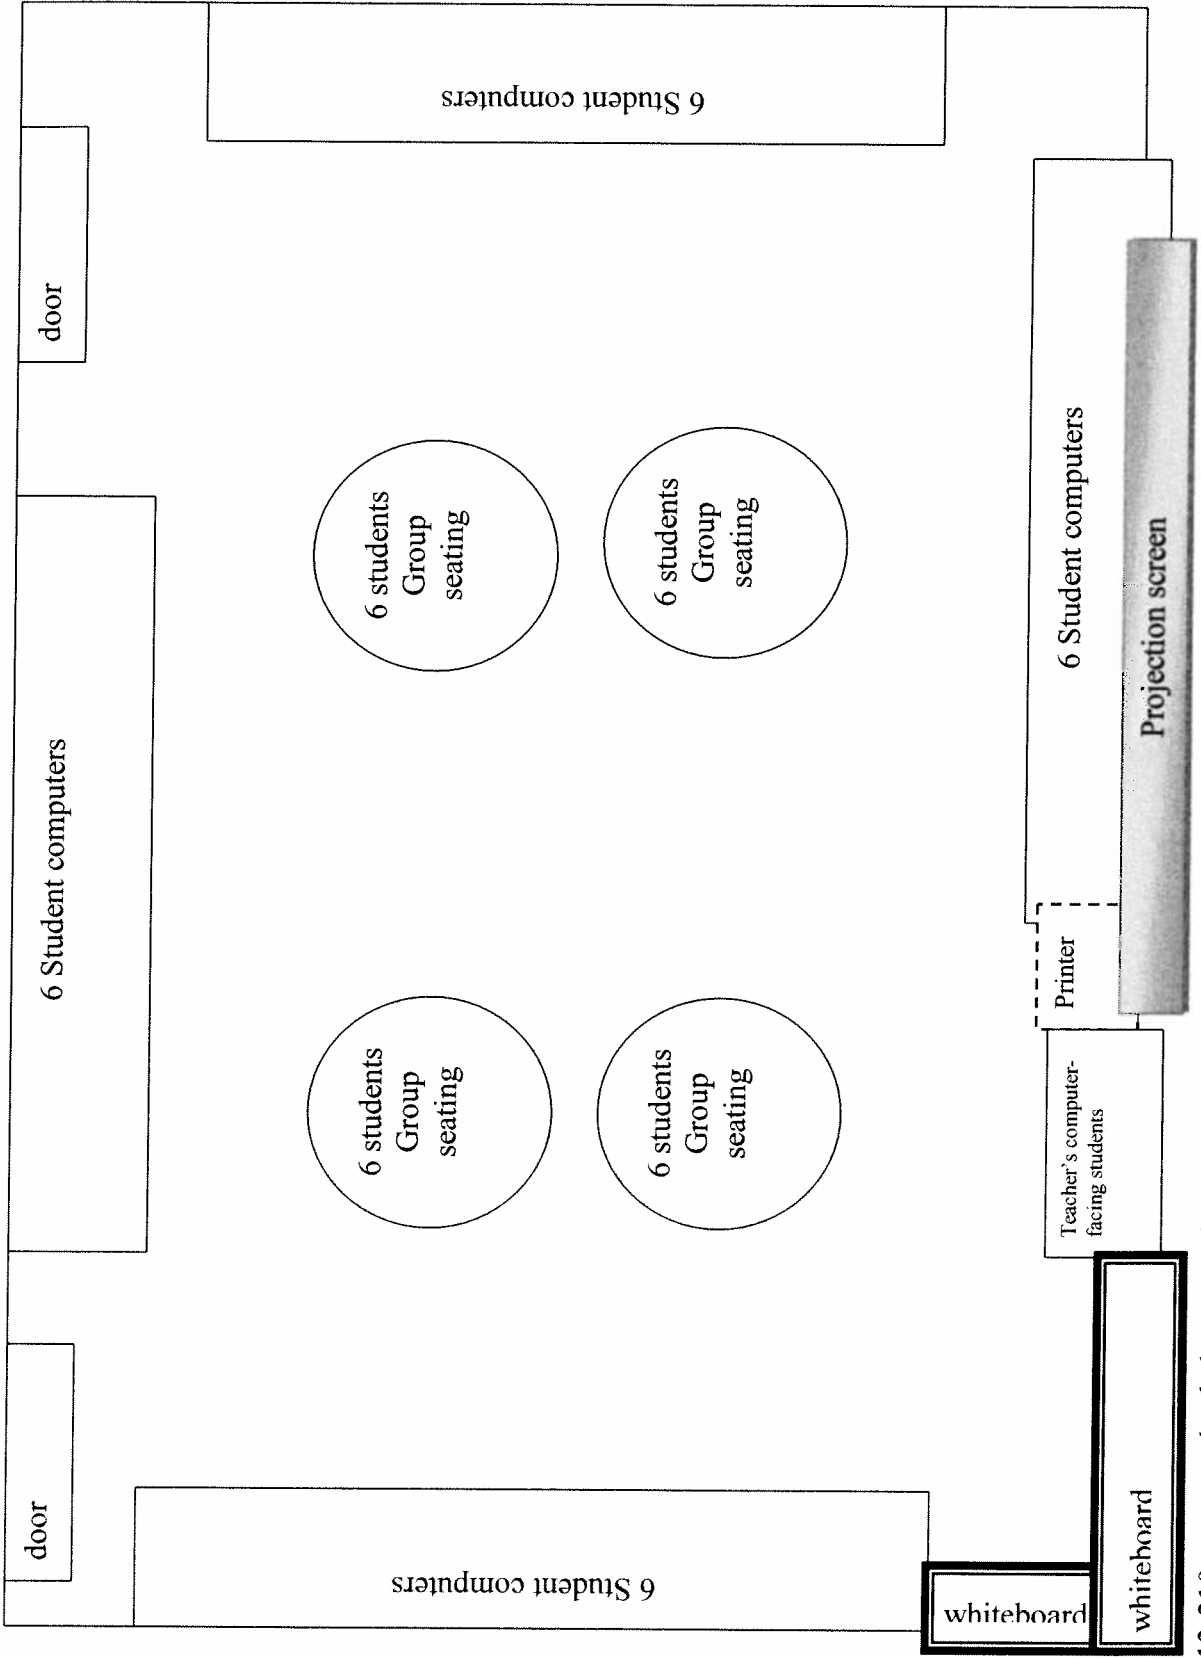 6 Student computers
door
6 Student computers
door
6 students
Group
seating
6 students
Group
seating
6 students
Group
seating
6 students
Group
seating
6 Student computers
Projection screen
Printer
Teacher's computer-
facing students
6 Student computers
whiteboard
whiteboard